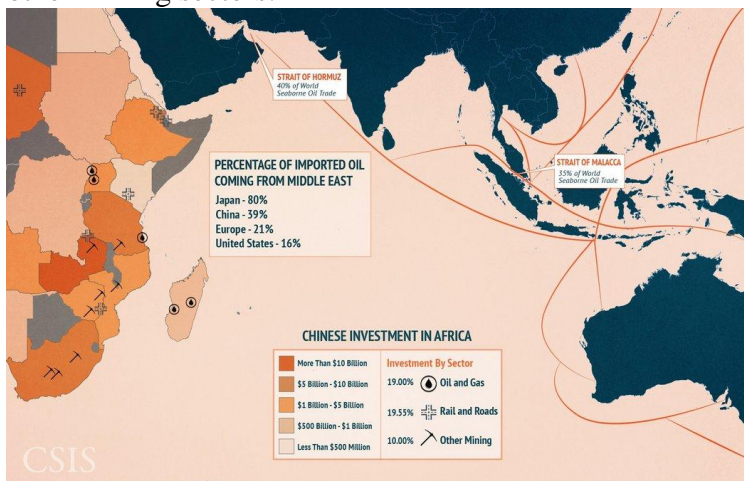 STRAIT OF HORMUZ
40% of World
Seaborne Oil Trade
STRAIT OF MALACCA
35% of World
Seaborne Oil Trade
PERCENTAGE OF IMPORTED OIL
COMING FROM MIDDLE EAST
Japan - 80%
China - 39%
Europe - 21%
United States - 16%
CHINESE INVESTMENT IN AFRICA
More Than $10 Billion
$5 Billion - $10 Billion
$1 Billion - $5 Billion
$500 Billion - $1 Billion
Less Than $500 Million
Investment By Sector
19.00% Oil and Gas
19.55% Rail and Roads
10.00% Other Mining
CSIS